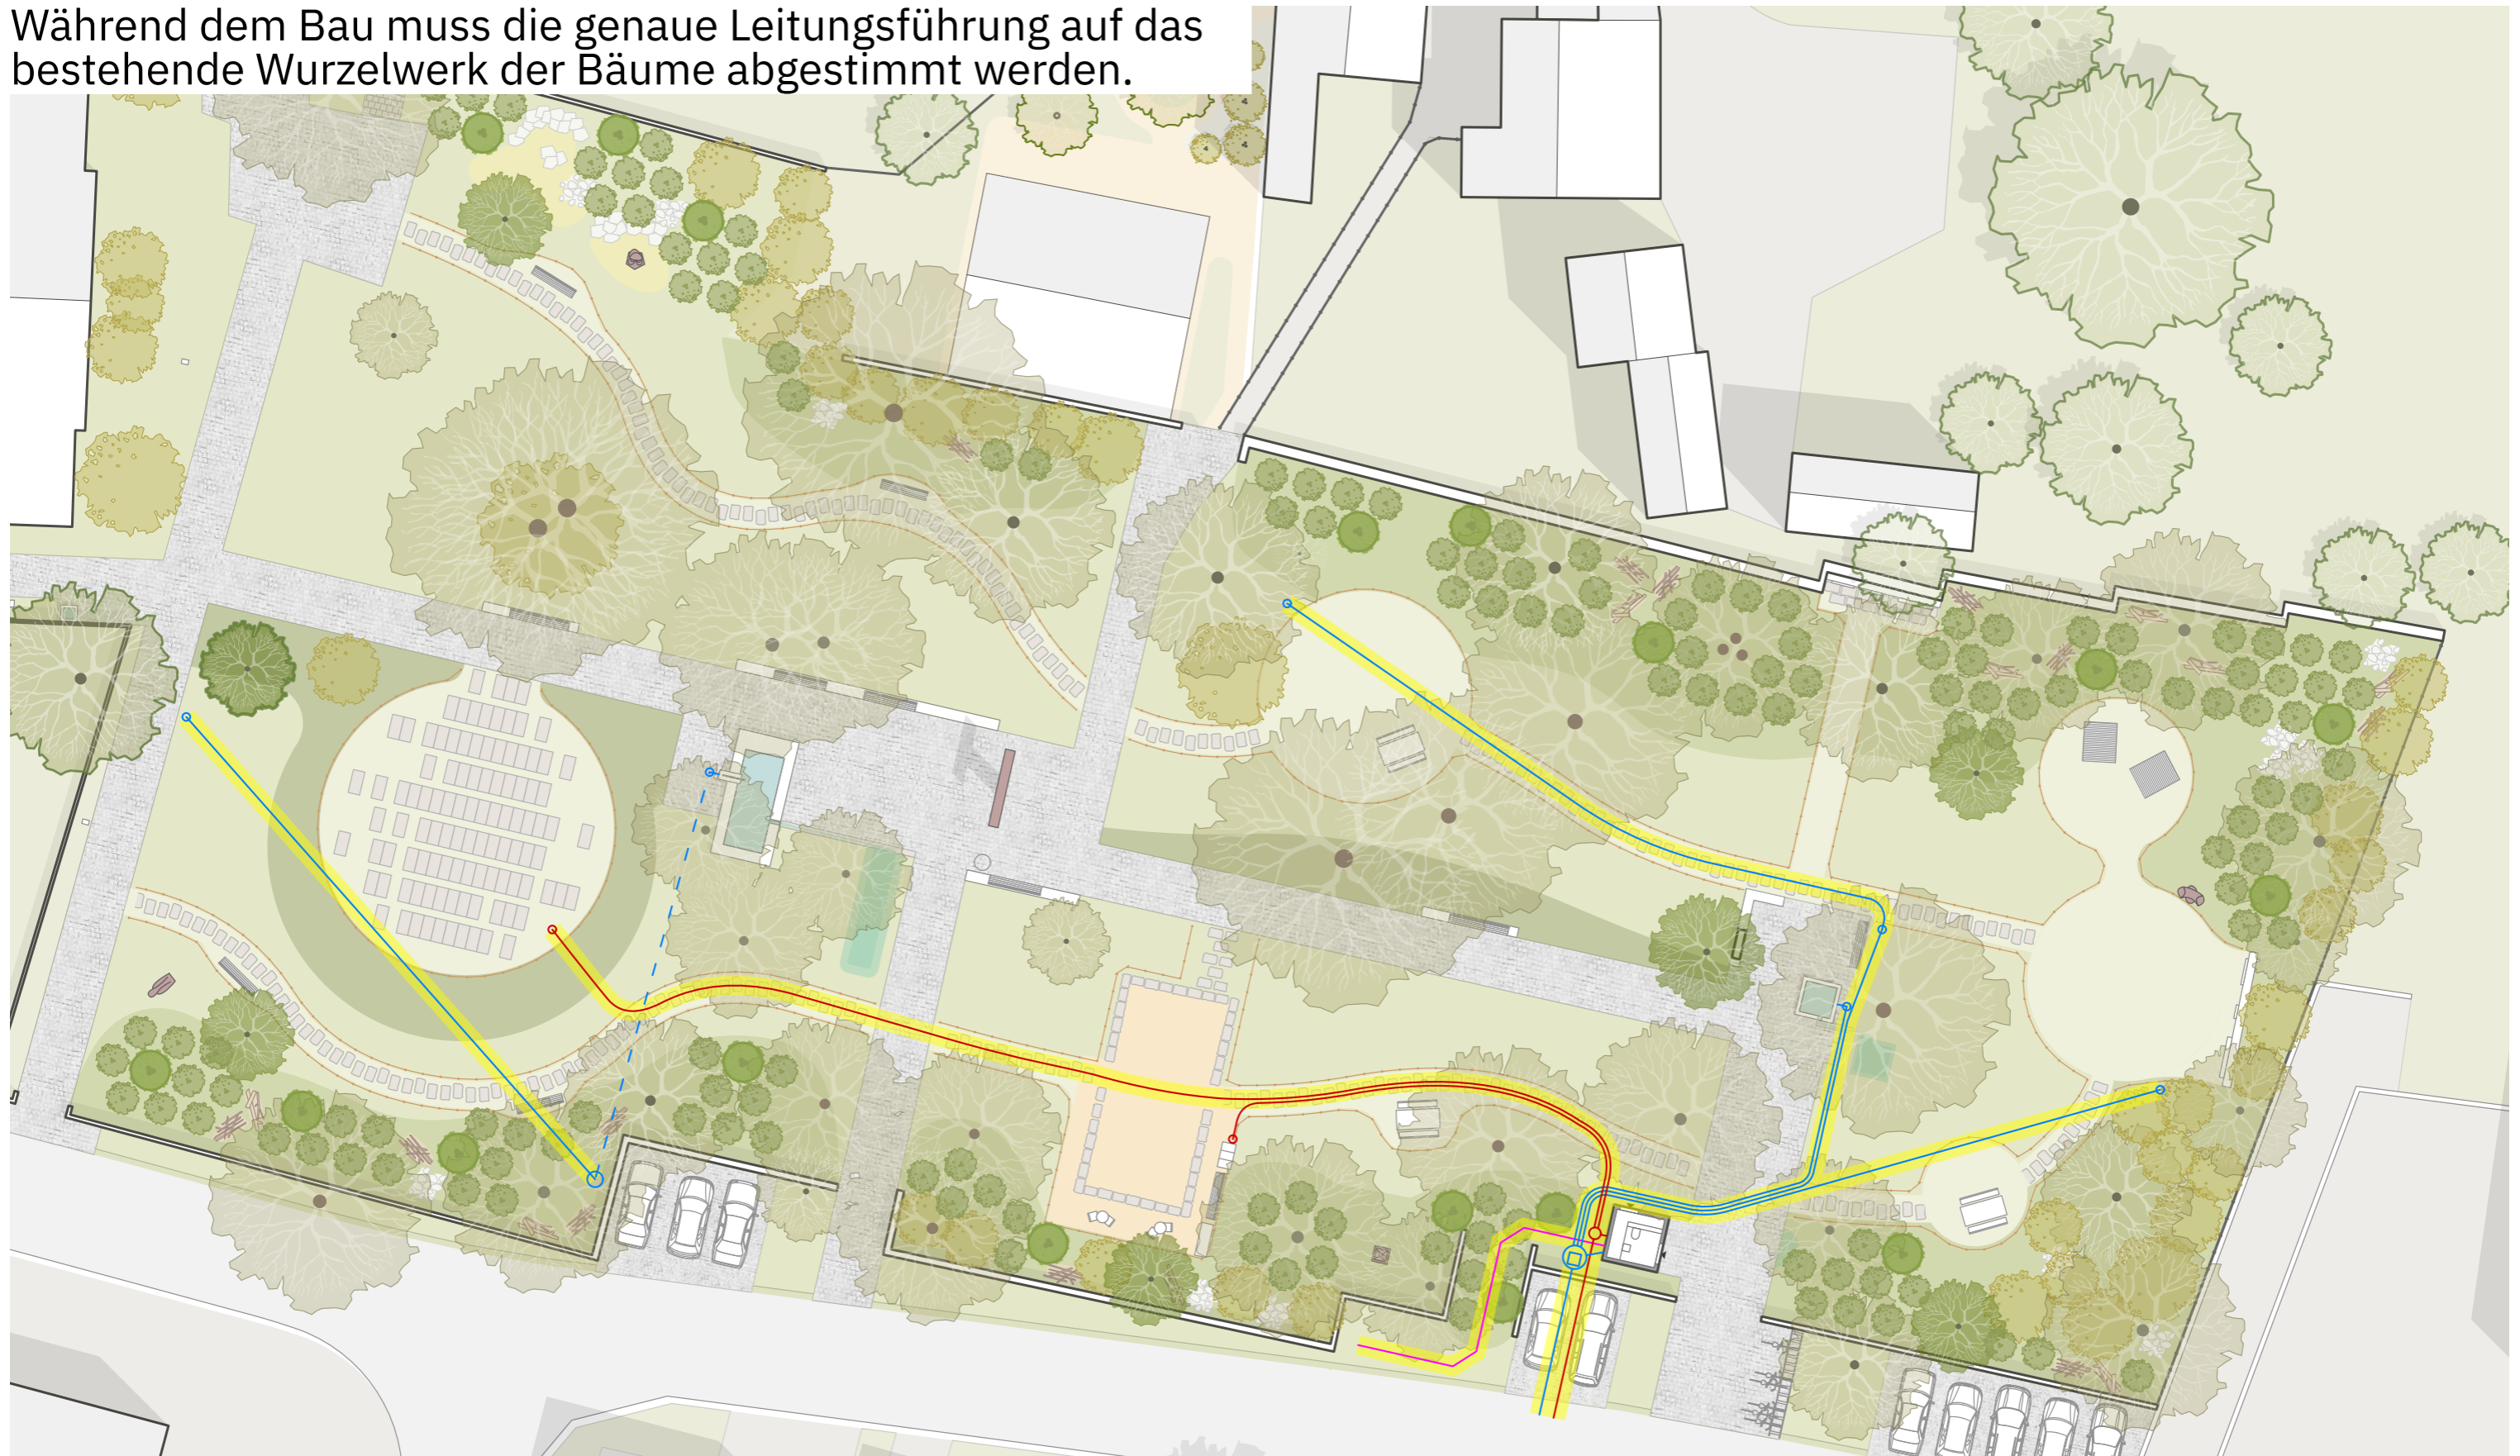 Während dem Bau muss die genaue Leitungsführung auf das
bestehende Wurzelwerk der Bäume abgestimmt werden.